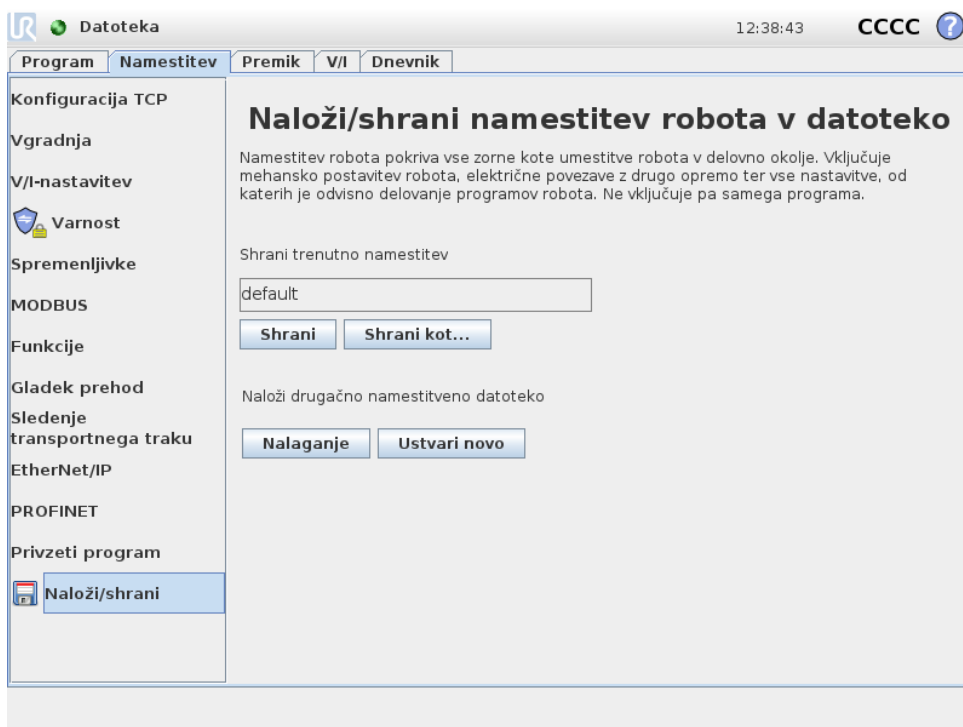 UR Datoteka 12:38:43 CCCC ?
Program Namestitev Premik V/I Dnevnik
Konfiguracija TCP
Vgradnja
V/I-nastavitev
Varnost
Spremenljivke
MODBUS
Funkcije
Gladek prehod
Sledenje
transportnega traku
EtherNet/IP
PROFINET
Privzeti program
Naloži/shrani
Naloži/shrani namestitev robota v datoteko
Namestitev robota pokriva vse zorne kote umestitve robota v delovno okolje. Vključuje
mehansko postavitev robota, električne povezave z drugo opremo ter vse nastavitve, od
katerih je odvisno delovanje programov robota. Ne vključuje pa samega programa.
Shrani trenutno namestitev
default
Shrani Shrani kot...
Naloži drugačno namestitveno datoteko
Nalaganje Ustvari novo